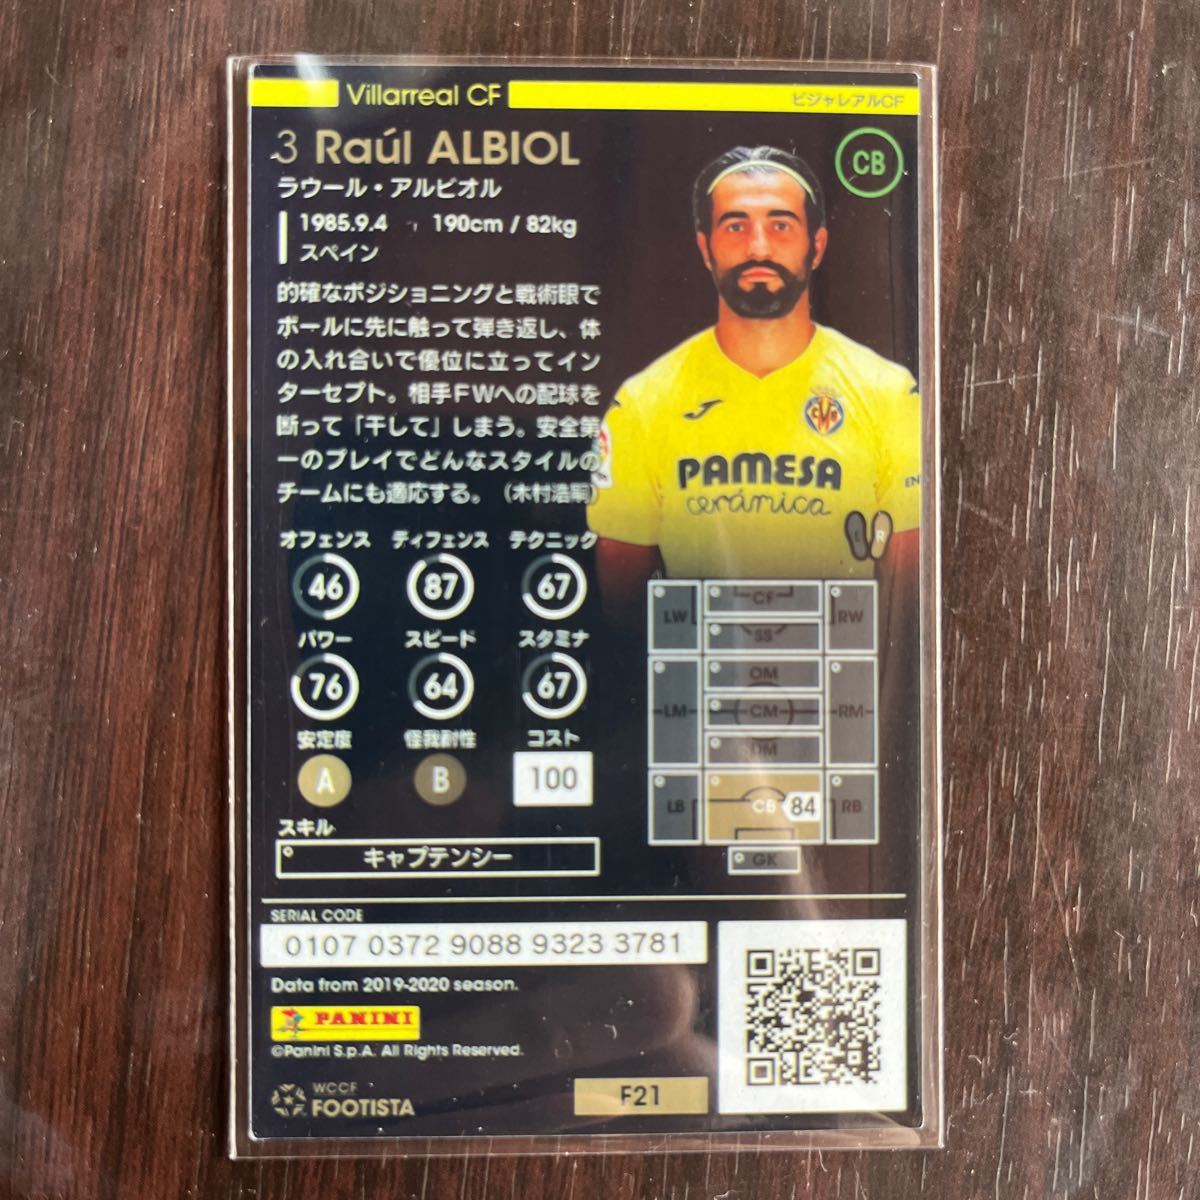 Villarreal CF
ビジャレアルCF
3 Raúl ALBIOL
CB
ラウール・アルビオル
1985.9.4 190cm / 82kg
スペイン
的確なポジショニングと戦術眼で
ボールに先に触って弾き返し、体
の入れ合いで優位に立ってイン
ターセプト。相手FWへの配球を
断って「干して」しまう。安全第
一のプレイでどんなスタイルの
チームにも適応する。(木村浩嗣)
PAMESA
cerámica
L R
オフェンス ディフェンス テクニック
46 87 67
パワー スピード スタミナ
76 64 67
安定度 怪我耐性 コスト
A B 100
スキル
キャプテンシー
CF
LW RW
SS
OM
LM CM RM
DM
LB CB 84 RB
GK
SERIAL CODE
0107 0372 9088 9323 3781
Data from 2019-2020 season.
PANINI
©Panini S.p.A. All Rights Reserved.
WCCF
FOOTISTA
F21